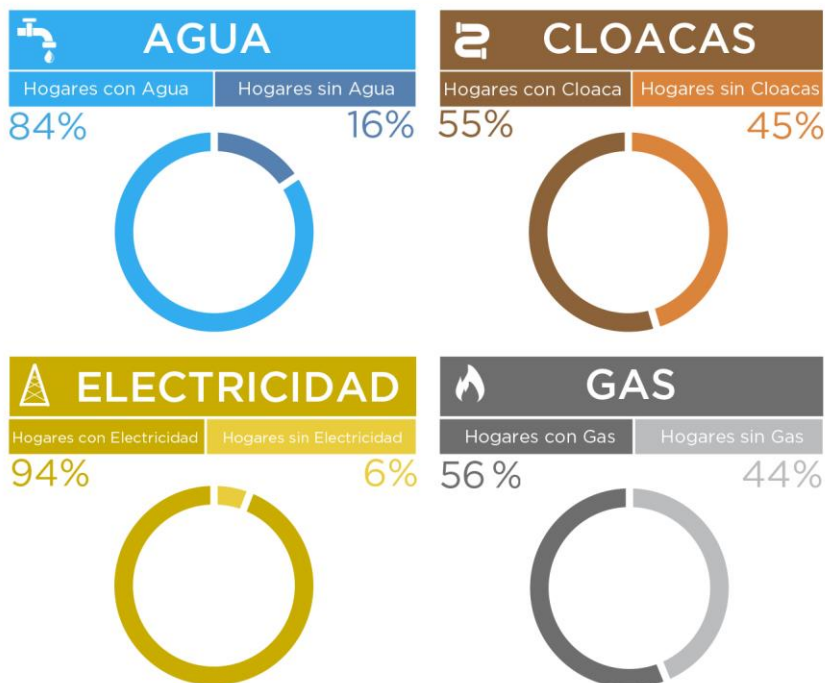 AGUA
Hogares con Agua
Hogares sin Agua
84%
16%
CLOACAS
Hogares con Cloaca
Hogares sin Cloacas
55%
45%
ELECTRICIDAD
Hogares con Electricidad
Hogares sin Electricidad
94%
6%
GAS
Hogares con Gas
Hogares sin Gas
56 %
44%